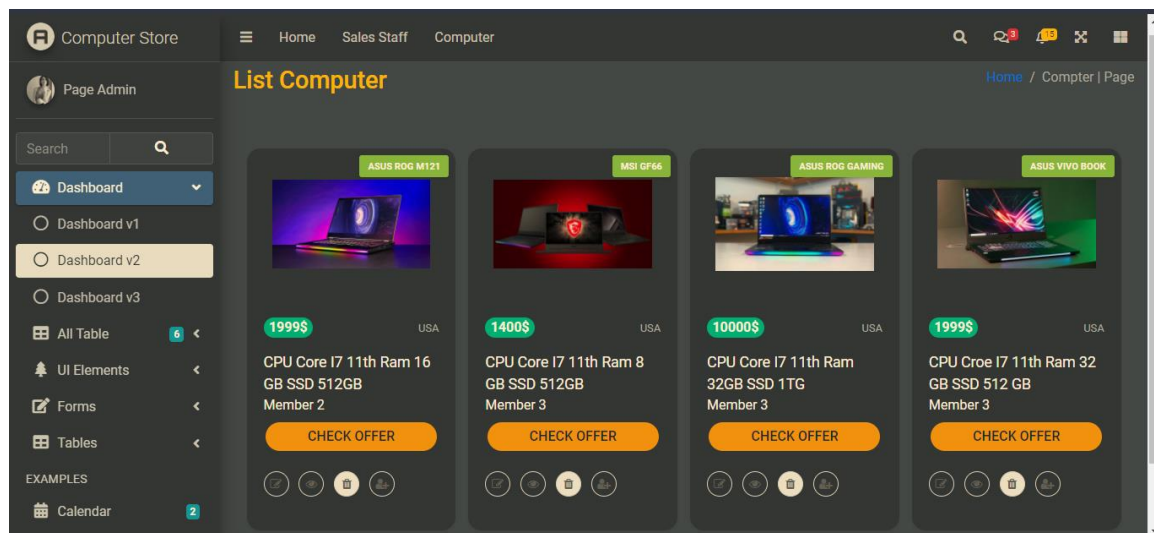 Computer Store
Home Sales Staff Computer
3 15
Page Admin
List Computer
Home / Compter | Page
Search
Dashboard
Dashboard v1
Dashboard v2
Dashboard v3
All Table 6
UI Elements
Forms
Tables
EXAMPLES
Calendar 2
ASUS ROG M121
1999$ USA
CPU Core I7 11th Ram 16
GB SSD 512GB
Member 2
CHECK OFFER
MSI GF66
1400$ USA
CPU Core I7 11th Ram 8
GB SSD 512GB
Member 3
CHECK OFFER
ASUS ROG GAMING
10000$ USA
CPU Core I7 11th Ram
32GB SSD 1TG
Member 3
CHECK OFFER
ASUS VIVO BOOK
1999$ USA
CPU Croe I7 11th Ram 32
GB SSD 512 GB
Member 3
CHECK OFFER